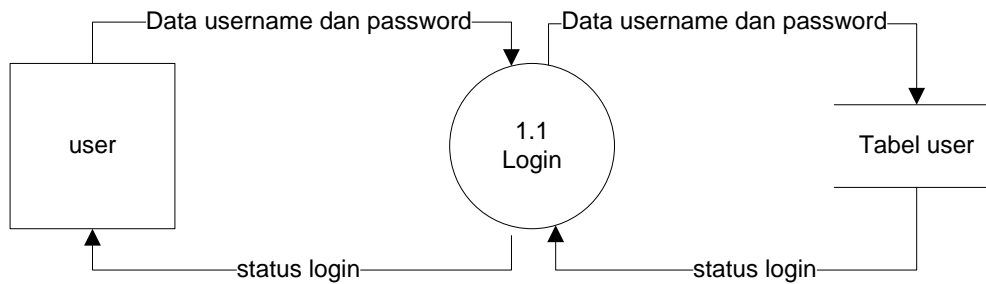 Data username dan password
Data username dan password
user
1.1
Login
Tabel user
status login
status login